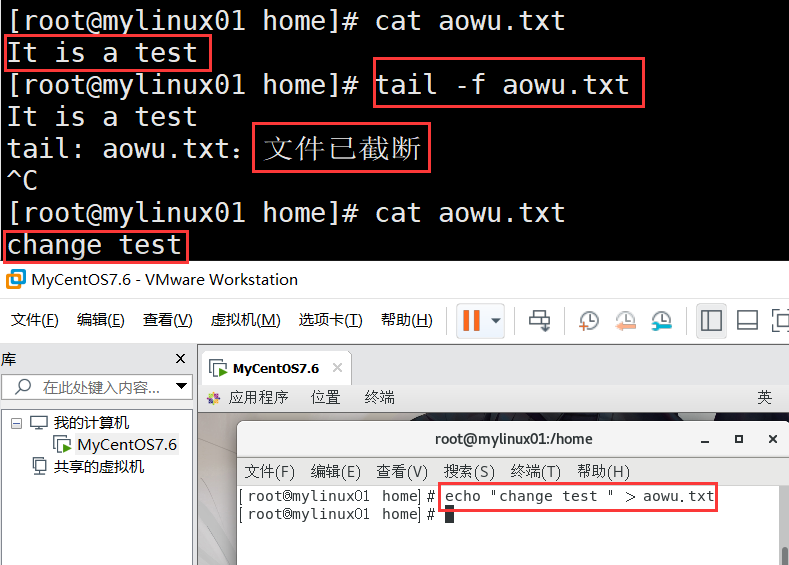 [root@mylinux01 home]# cat aowu.txt
It is a test
[root@mylinux01 home]# tail -f aowu.txt
It is a test
tail: aowu.txt：文件已截断
^C
[root@mylinux01 home]# cat aowu.txt
change test
MyCentOS7.6 - VMware Workstation
文件(F) 编辑(E) 查看(V) 虚拟机(M) 选项卡(T) 帮助(H)
库
在此处键入内容...
我的计算机
MyCentOS7.6
共享的虚拟机
MyCentOS7.6
应用程序 位置 终端 英
root@mylinux01:/home
文件(F) 编辑(E) 查看(V) 搜索(S) 终端(T) 帮助(H)
[root@mylinux01 home]# echo "change test " > aowu.txt
[root@mylinux01 home]#